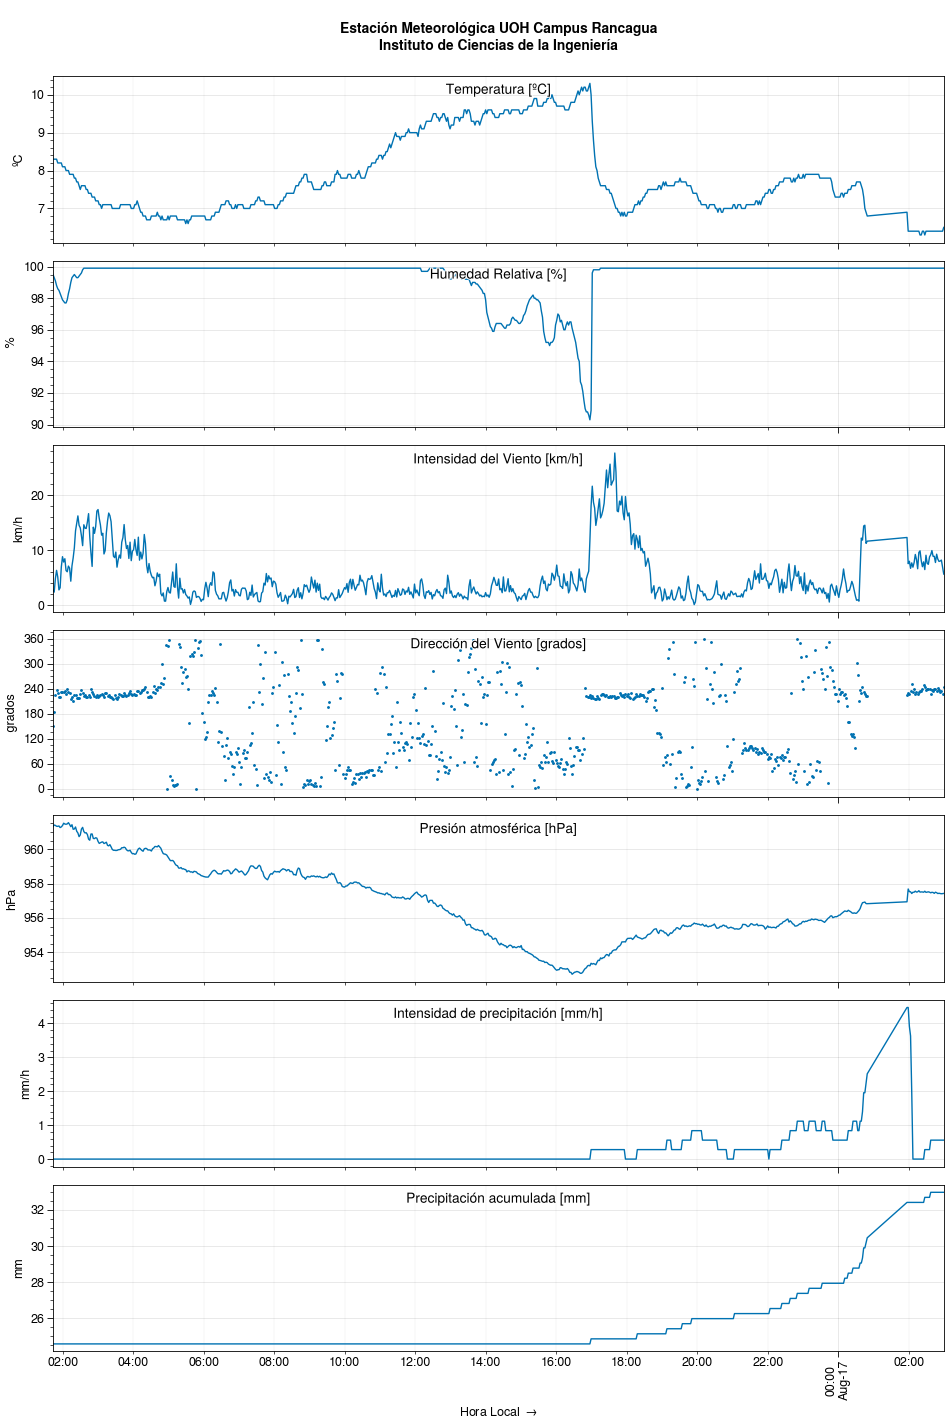 Estación Meteorológica UOH Campus Rancagua
Instituto de Ciencias de la Ingeniería
Temperatura [ºC]
ºC
10
9
8
7
Humedad Relativa [%]
%
100
98
96
94
92
90
Intensidad del Viento [km/h]
km/h
20
10
0
Dirección del Viento [grados]
grados
360
300
240
180
120
60
0
Presión atmosférica [hPa]
hPa
960
958
956
954
Intensidad de precipitación [mm/h]
mm/h
4
3
2
1
0
Precipitación acumulada [mm]
mm
32
30
28
26
02:00 04:00 06:00 08:00 10:00 12:00 14:00 16:00 18:00 20:00 22:00 00:00 02:00
Aug-17
Hora Local →